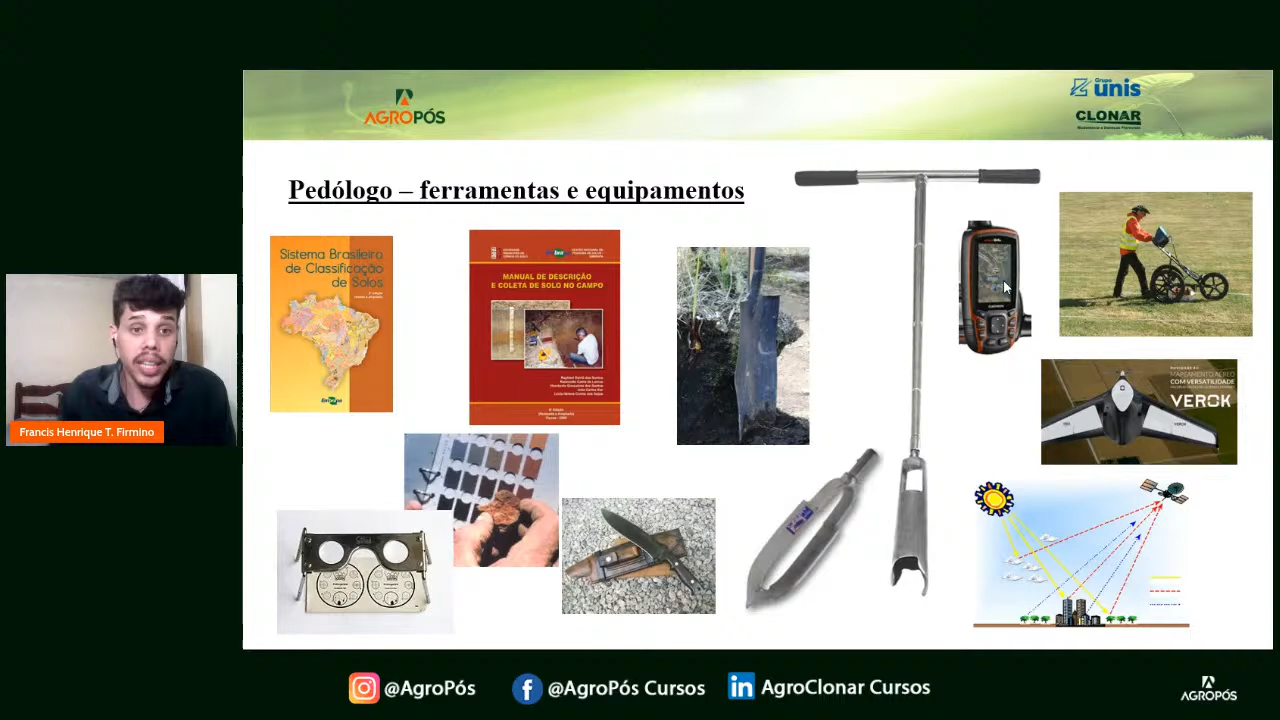 AGROPÓS
Grupo
unis
CLONAR
Pedólogo – ferramentas e equipamentos
Sistema Brasileiro
de Classificação
de Solos
Embrapa
MANUAL DE DESCRIÇÃO
E COLETA DE SOLO NO CAMPO
MAPEAMENTO AÉREO
COM VERSATILIDADE
VEROK
Francis Henrique T. Firmino
@AgroPós
@AgroPós Cursos
AgroClonar Cursos
AGROPÓS